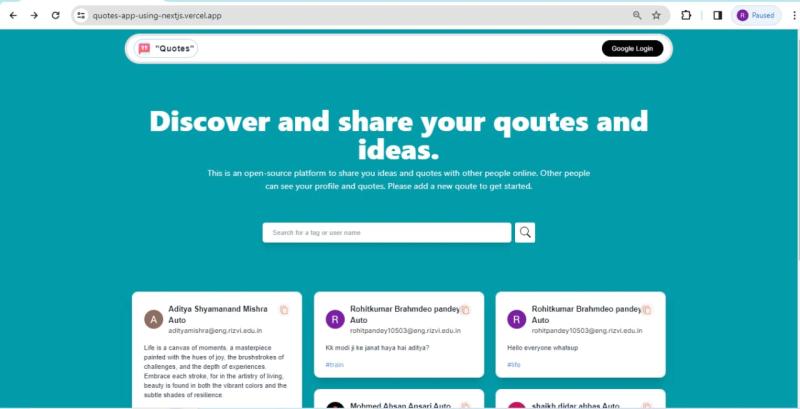 quotes-app-using-nextjs.vercel.app
R
Paused
"Quotes"
Google Login
Discover and share your qoutes and
ideas.
This is an open-source platform to share you ideas and quotes with other people online. Other people
can see your profile and quotes. Please add a new qoute to get started.
Search for a tag or user name
A
Aditya Shyamanand Mishra
Auto
adityamishra@eng.rizvi.edu.in
Life is a canvas of moments, a masterpiece
painted with the hues of joy, the brushstrokes of
challenges, and the depth of experiences.
Embrace each stroke, for in the artistry of living,
beauty is found in both the vibrant colors and the
subtle shades of resilience
R
Rohitkumar Brahmdeo pandey
Auto
rohitpandey10503@eng.rizvi.edu.in
Kk modi ji ke janat haya hai aditya?
#train
R
Rohitkumar Brahmdeo pandey
Auto
rohitpandey10503@eng.rizvi.edu.in
Hello everyone whatsup
#life
Mohmed Ahsan Ansari Auto
shaikh didar abbas Auto